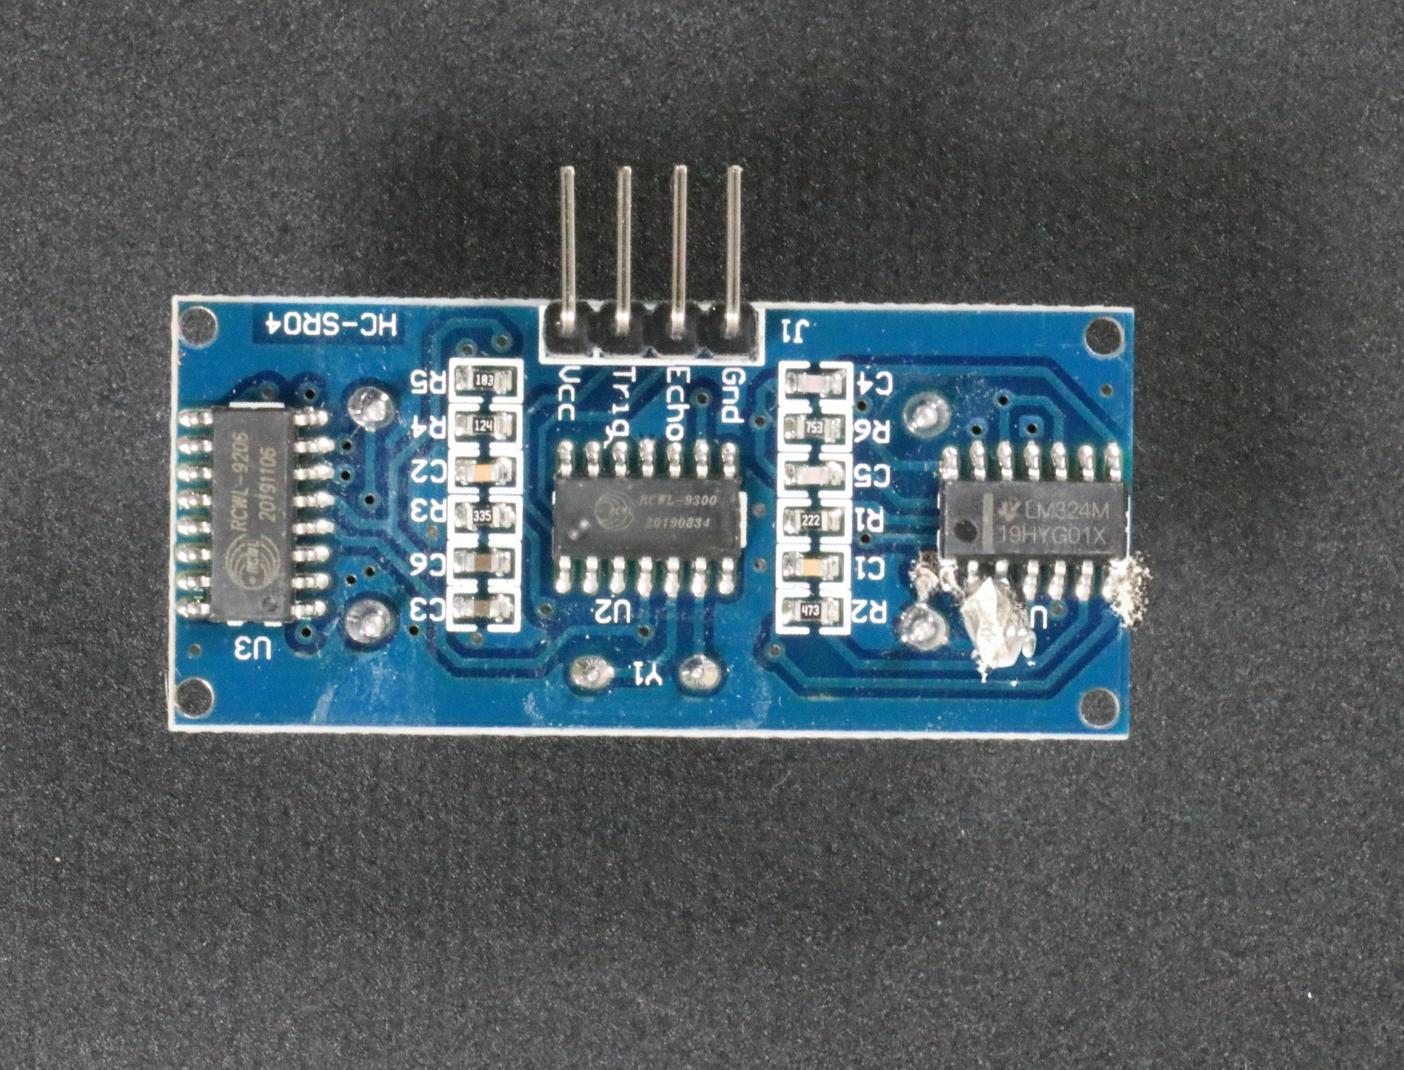 HC-SR04
J1
Vcc
Trig
Echo
Gnd
R5
183
R4
124
C2
R3
335
C6
C3
C4
R6
753
C5
R1
222
C1
R2
473
RCWL-9206
20191106
U3
RCWL-9300
20190834
U2
Y1
LM324M
19HYG01X